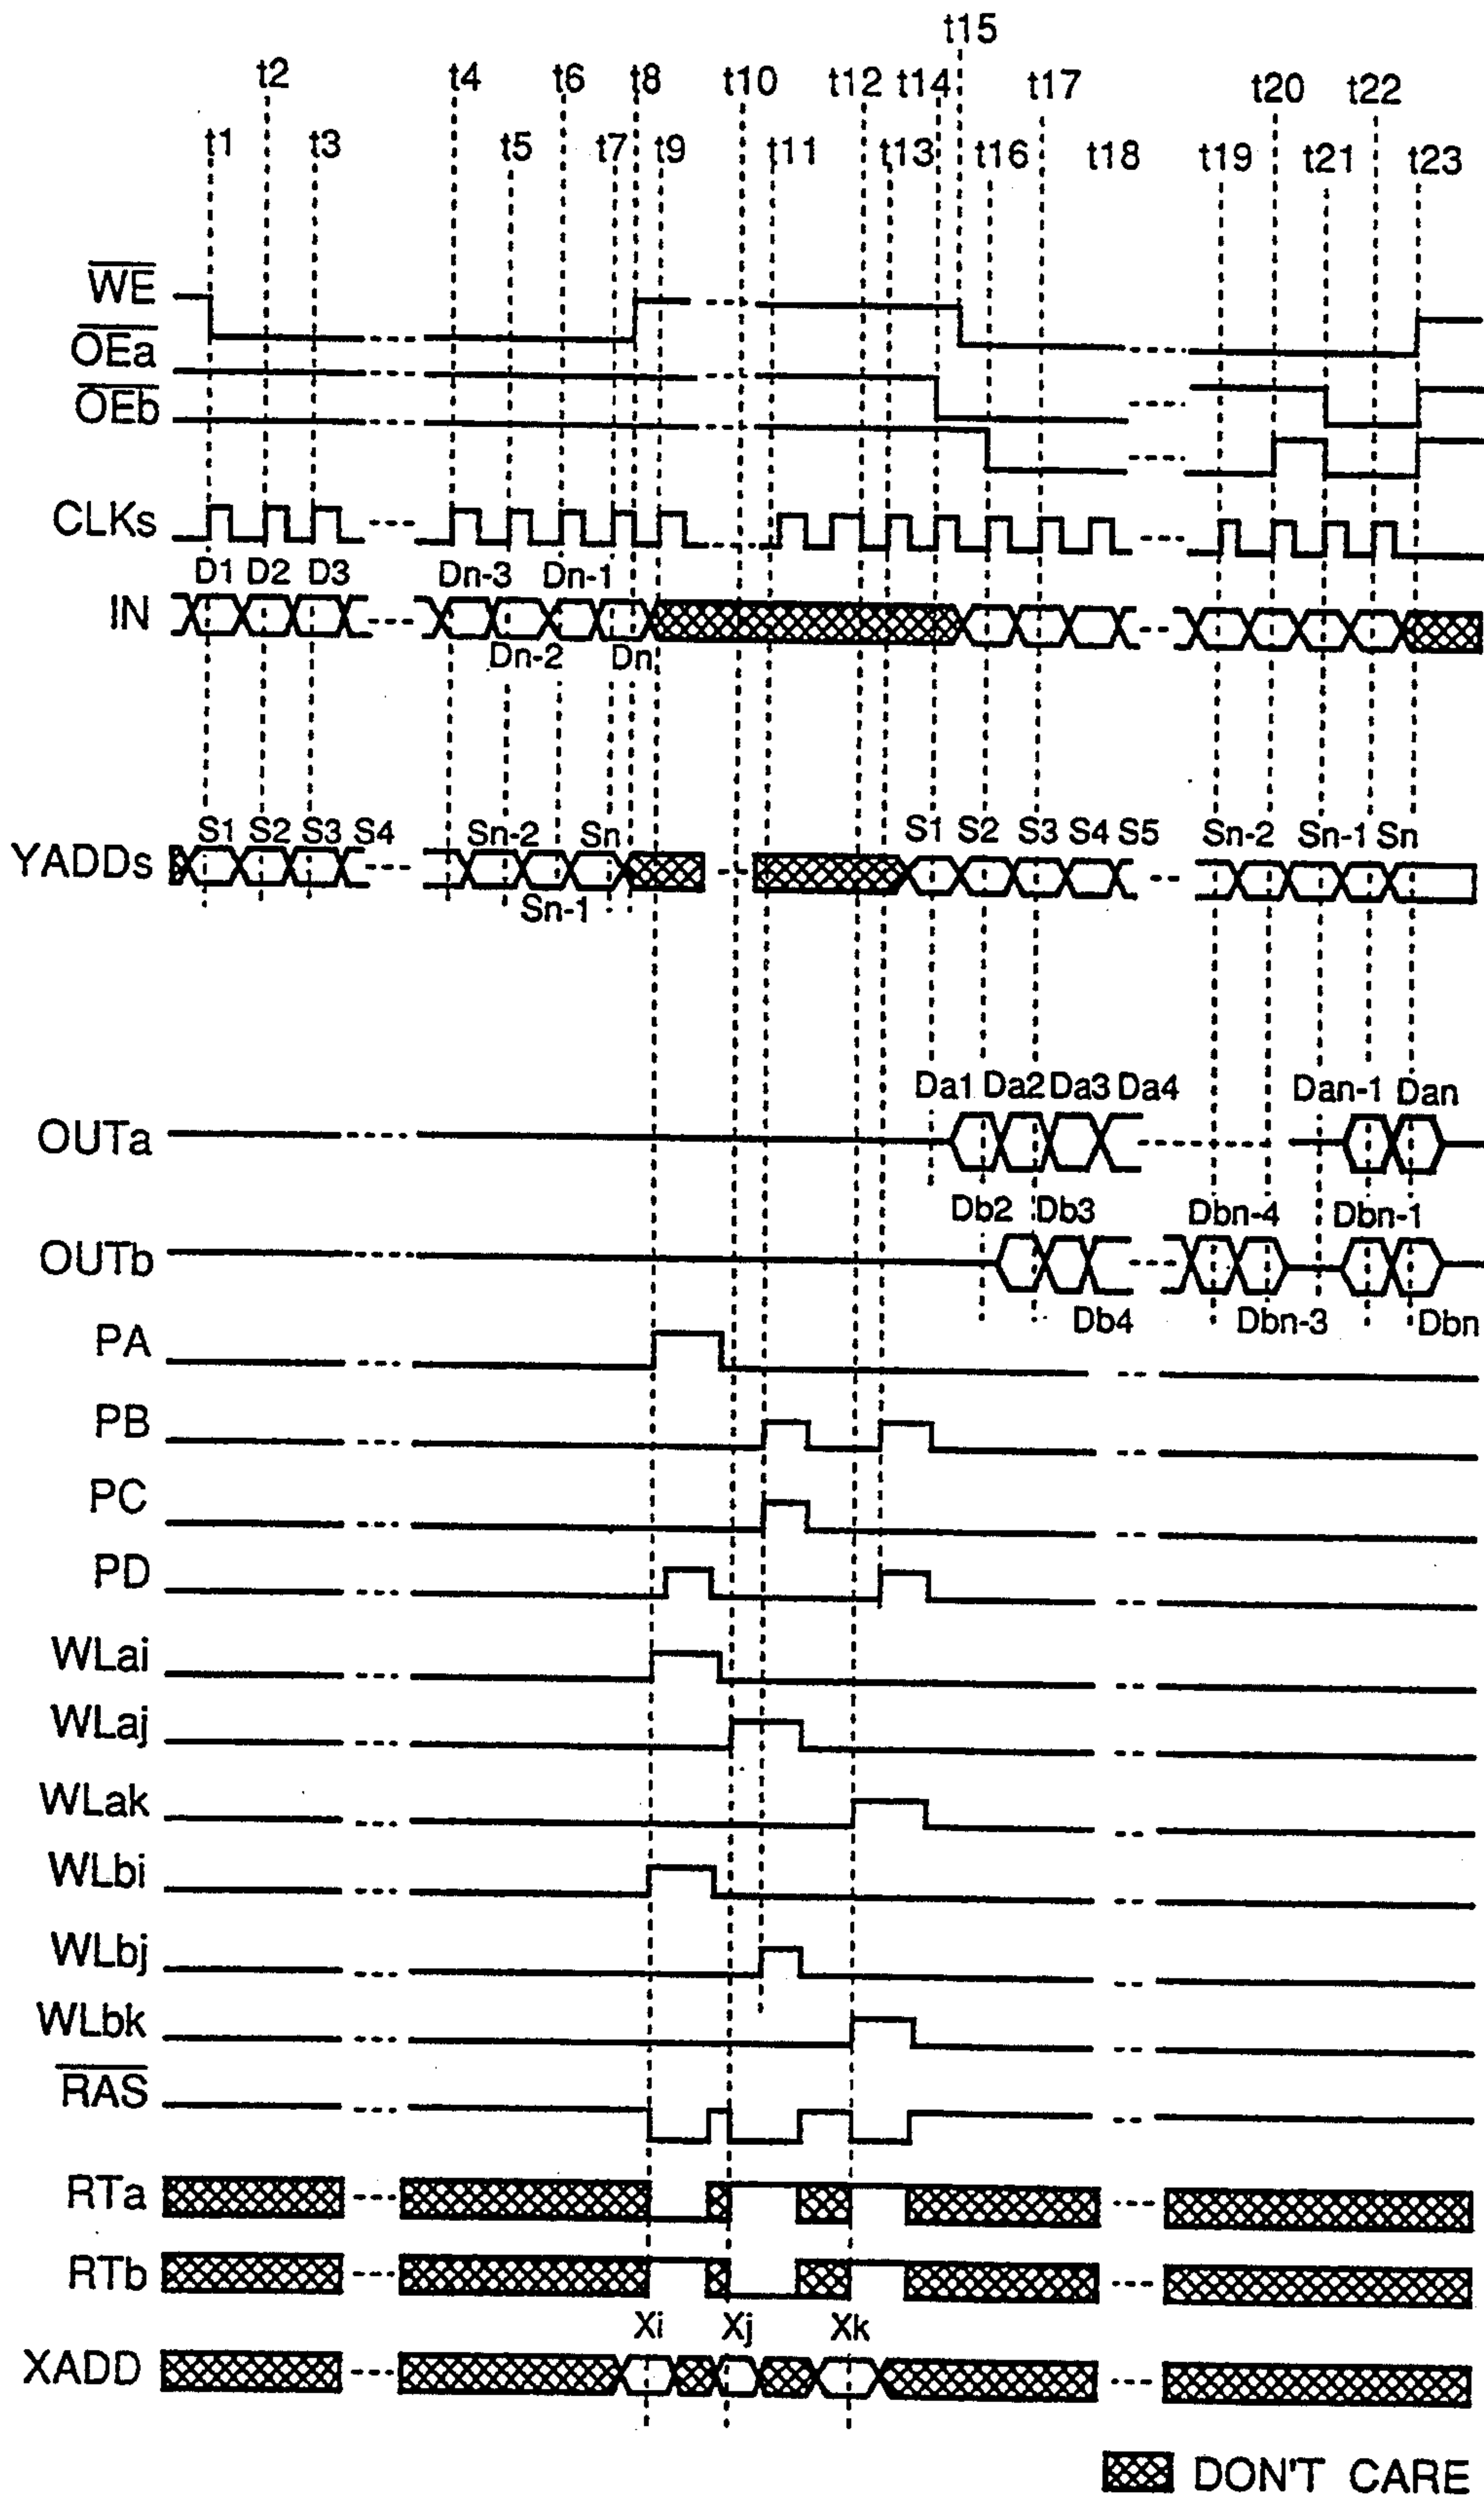 t15
t2 t4 t6 t8 t10 t12 t14 t17 t20 t22
t1 t3 t5 t7 t9 t11 t13 t16 t18 t19 t21 t23
WE
OEa
OEb
CLKs
D1 D2 D3 Dn-3 Dn-1
IN
Dn-2 Dn
S1 S2 S3 S4 Sn-2 Sn S1 S2 S3 S4 S5 Sn-2 Sn-1 Sn
YADDs
Sn-1
Da1 Da2 Da3 Da4 Dan-1 Dan
OUTa
Db2 Db3 Dbn-4 Dbn-1
OUTb
Db4 Dbn-3 Dbn
PA
PB
PC
PD
WLai
WLaj
WLak
WLbi
WLbj
WLbk
RAS
RTa
RTb
Xi Xj Xk
XADD
DON'T CARE